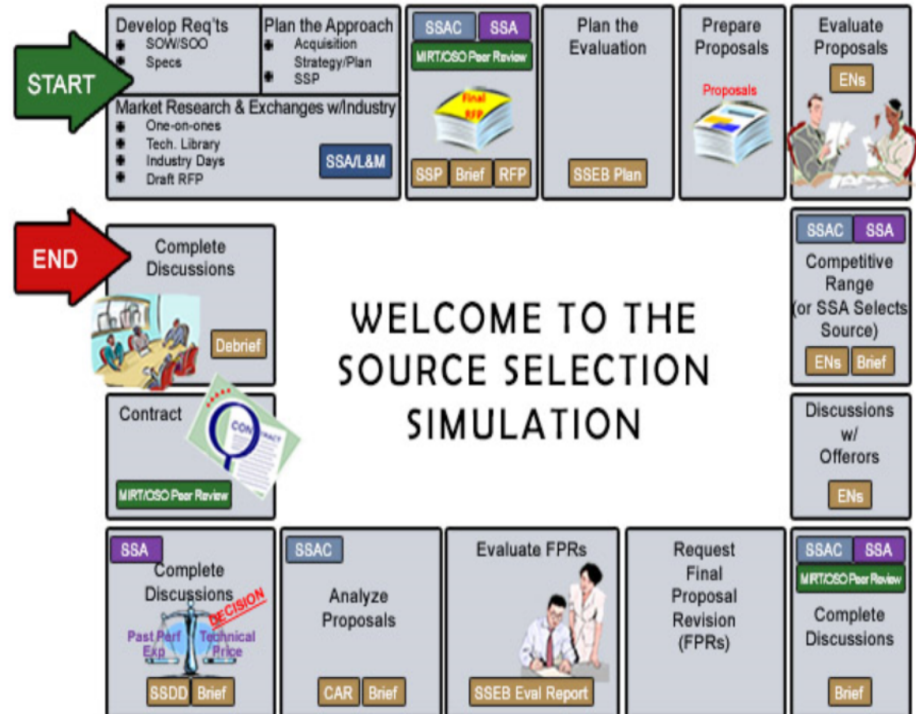 START
Develop Req'ts
SOW/SOO
Specs
Plan the Approach
Acquisition
Strategy/Plan
SSP
Market Research & Exchanges w/Industry
One-on-ones
Tech. Library
Industry Days
Draft RFP
SSA/L&M
SSAC SSA
MIRT/OSO Peer Review
Final
RFP
SSP Brief RFP
Plan the
Evaluation
SSEB Plan
Prepare
Proposals
Proposals
Evaluate
Proposals
ENs
SSAC SSA
Competitive
Range
(or SSA Selects
Source)
ENs Brief
Discussions
w/
Offerors
ENs
SSAC SSA
MIRT/OSO Peer Review
Complete
Discussions
Brief
Request
Final
Proposal
Revision
(FPRs)
Evaluate FPRs
SSEB Eval Report
SSAC
Analyze
Proposals
CAR Brief
SSA
Complete
Discussions
DECISION
Past Perf Technical
Exp Price
SSDD Brief
Contract
CONTRACT
MIRT/OSO Peer Review
END
Complete
Discussions
Debrief
WELCOME TO THE
SOURCE SELECTION
SIMULATION